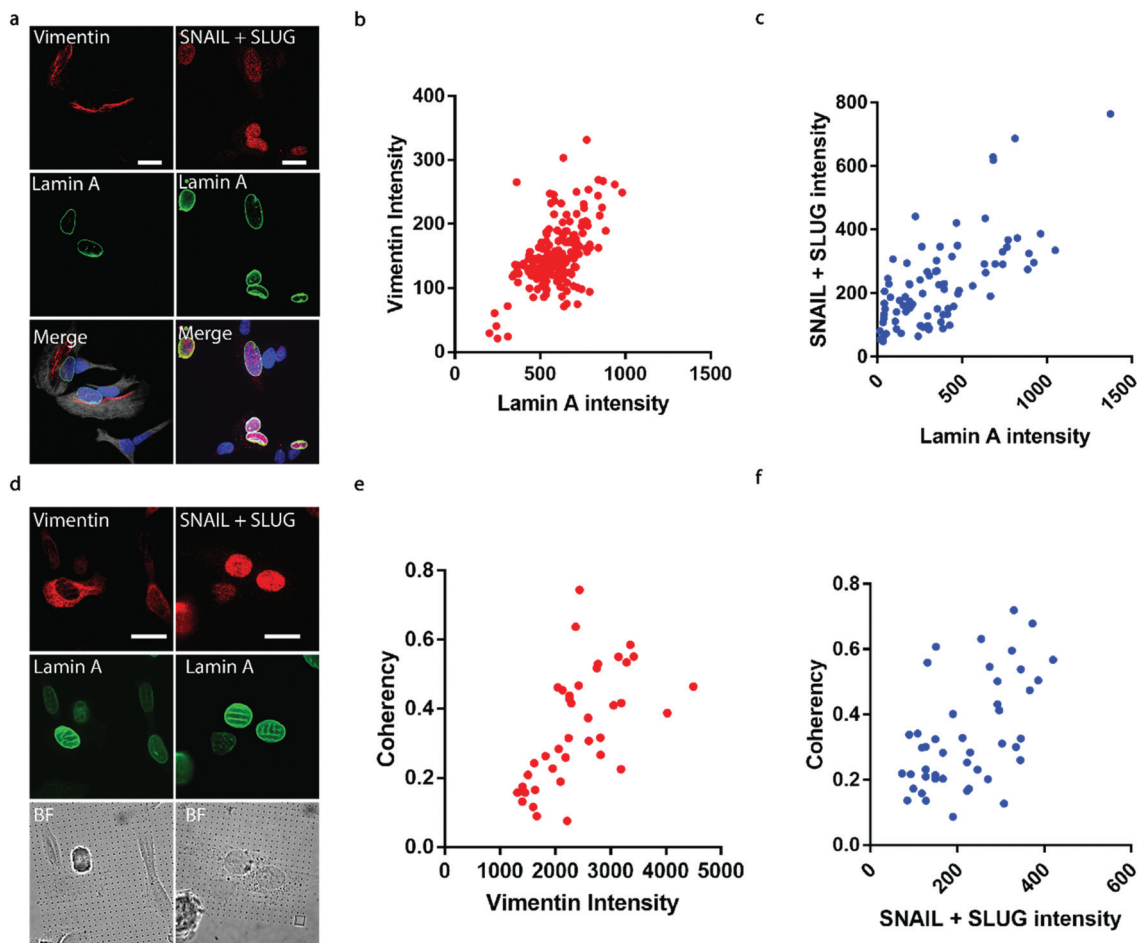 a
Vimentin
SNAIL + SLUG
Lamin A
Lamin A
Merge
Merge
b
400
300
200
100
0
0
500
1000
1500
Vimentin Intensity
Lamin A intensity
c
800
600
400
200
0
0
500
1000
1500
SNAIL + SLUG intensity
Lamin A intensity
d
Vimentin
SNAIL + SLUG
Lamin A
Lamin A
BF
BF
e
0.8
0.6
0.4
0.2
0.0
0
1000
2000
3000
4000
5000
Coherency
Vimentin Intensity
f
0.8
0.6
0.4
0.2
0.0
0
200
400
600
Coherency
SNAIL + SLUG intensity